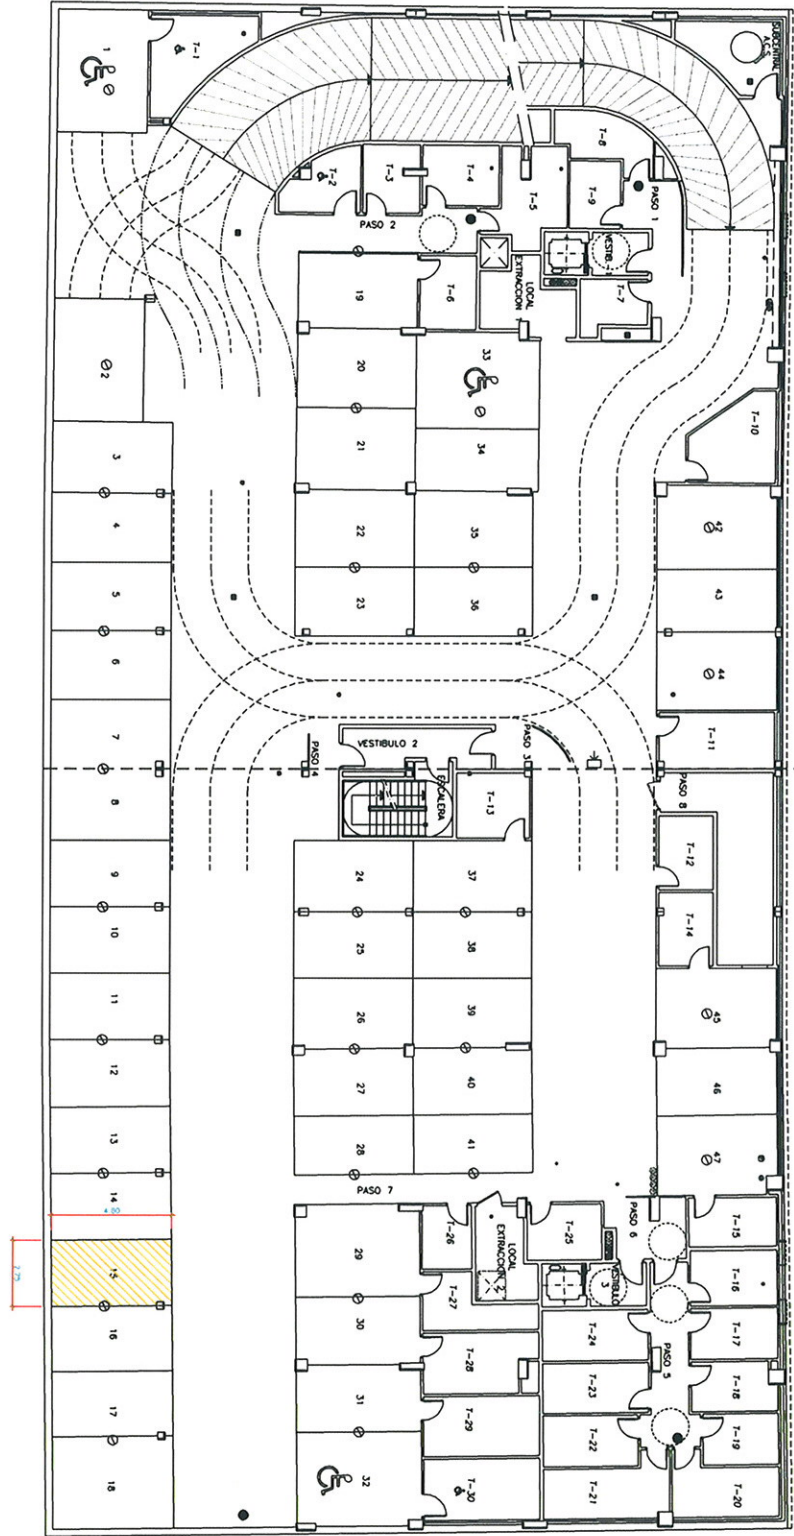 1
T-1
SUBCENTRAL
A.C.S.
T-2
T-3
T-4
T-5
T-8
T-9
PASO 1
PASO 2
VESTIB.
LOCAL
EXTRACCION
T-6
T-7
19
2
20
33
21
34
T-10
3
4
22
35
42
5
23
36
43
6
44
7
PASO 4
VESTIBULO 2
PASO 3
T-11
8
ESCALERA
T-13
PASO 8
T-12
9
24
37
T-14
10
25
38
11
26
39
45
12
27
40
46
13
28
41
47
14
PASO 7
4.80
15
2.75
29
T-26
LOCAL
EXTRACCION 2
T-25
PASO 6
T-15
VESTIBULO
3
T-16
16
30
T-27
T-24
T-17
T-28
PASO 5
17
31
T-23
T-18
T-29
T-22
T-19
18
32
T-30
T-21
T-20